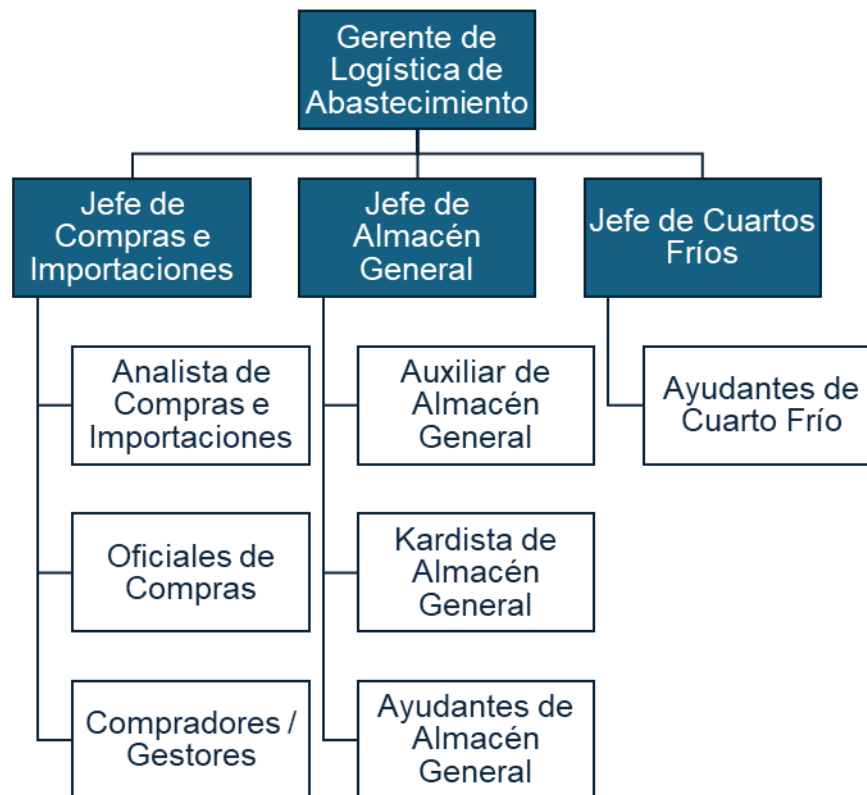 Gerente de
Logística de
Abastecimiento
Jefe de
Compras e
Importaciones
Jefe de
Almacén
General
Jefe de Cuartos
Fríos
Analista de
Compras e
Importaciones
Auxiliar de
Almacén
General
Ayudantes de
Cuarto Frío
Oficiales de
Compras
Kardista de
Almacén
General
Compradores /
Gestores
Ayudantes de
Almacén
General